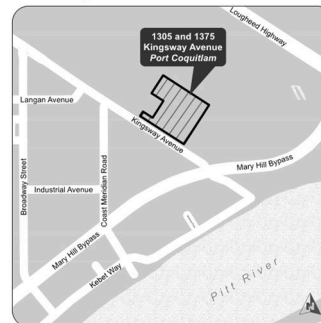 Lougheed Highway
1305 and 1375
Kingsway Avenue
Port Coquitlam
Langan Avenue
Kingsway Avenue
Broadway Street
Coast Meridian Road
Industrial Avenue
Mary Hill Bypass
Mary Hill Bypass
Kebet Way
Pitt River